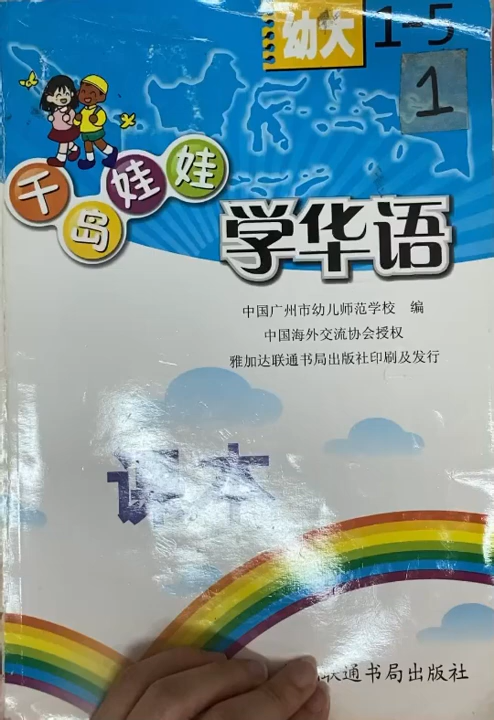 幼大
1-5
1
千岛娃娃
学华语
中国广州市幼儿师范学校 编
中国海外交流协会授权
雅加达联通书局出版社印刷及发行
课本
联通书局出版社